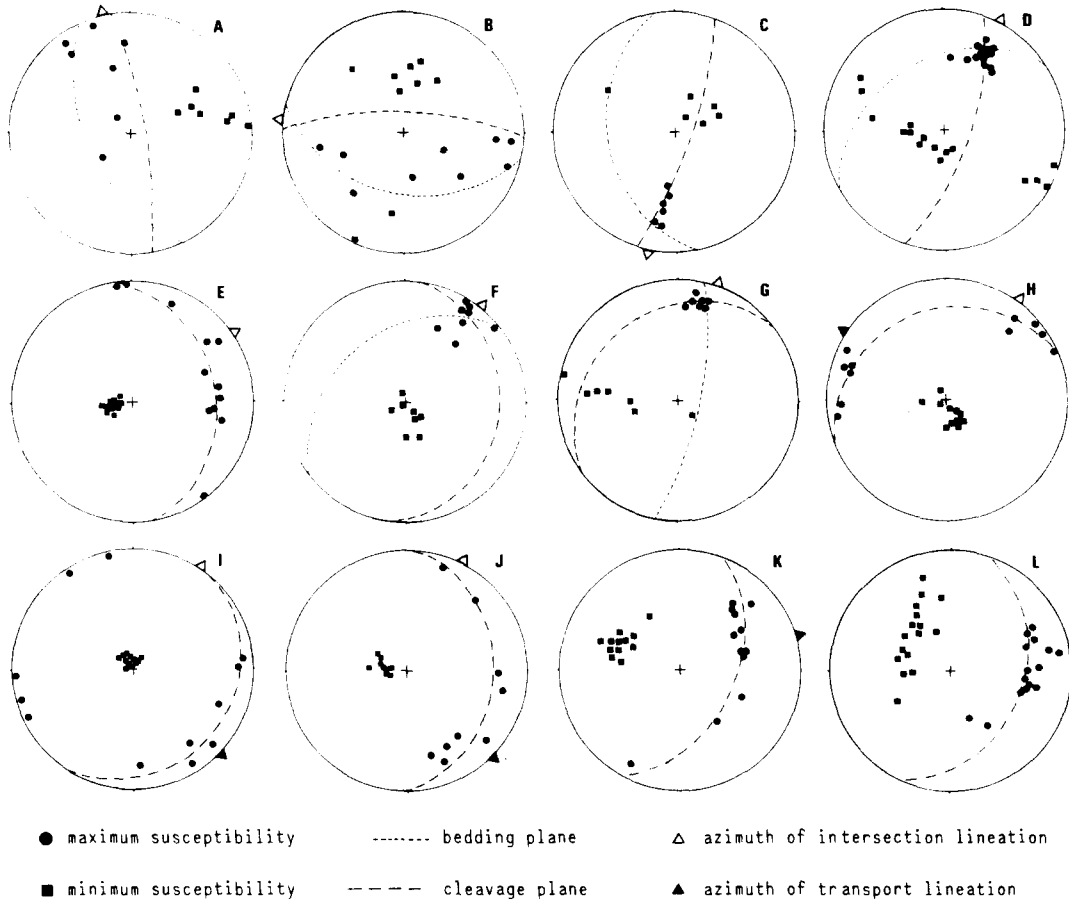 A B C D
E F G H
I J K L
maximum susceptibility bedding plane azimuth of intersection lineation
minimum susceptibility cleavage plane azimuth of transport lineation